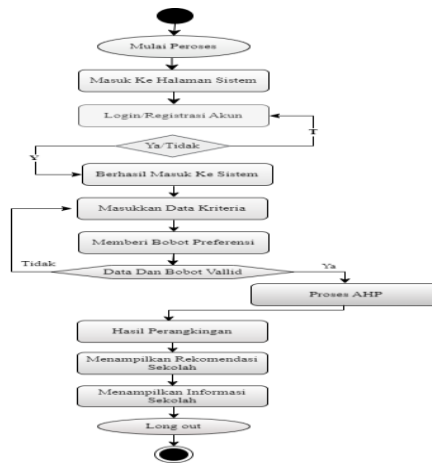 Mulai Peroses
Masuk Ke Halaman Sistem
Login/Registrasi Akun
T
Ya/Tidak
Y
Berhasil Masuk Ke Sistem
Masukkan Data Kriteria
Memberi Bobot Preferensi
Tidak
Data Dan Bobot Vallid
Ya
Proses AHP
Hasil Perangkingan
Menampilkan Rekomendasi
Sekolah
Menampilkan Informasi
Sekolah
Long out